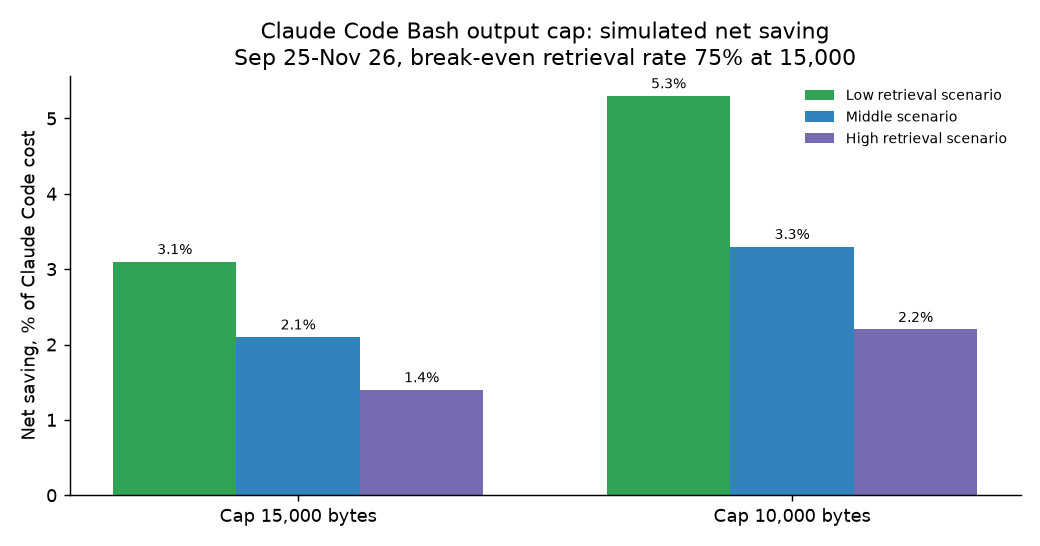 Claude Code Bash output cap: simulated net saving
Sep 25-Nov 26, break-even retrieval rate 75% at 15,000
Net saving, % of Claude Code cost
5
4
3
2
1
0
3.1%
2.1%
1.4%
5.3%
3.3%
2.2%
Low retrieval scenario
Middle scenario
High retrieval scenario
Cap 15,000 bytes
Cap 10,000 bytes